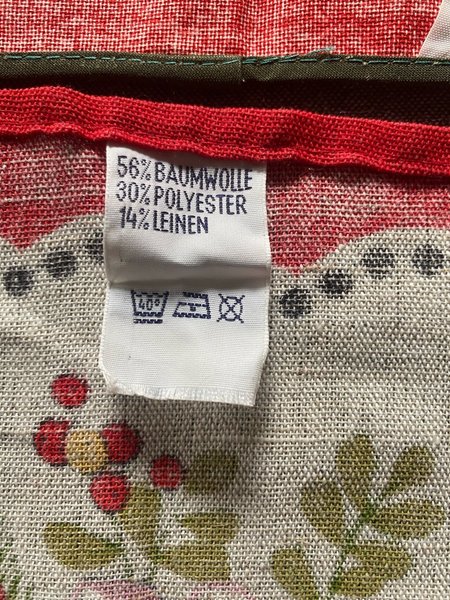 56% BAUMWOLLE
30% POLYESTER
14% LEINEN
40°